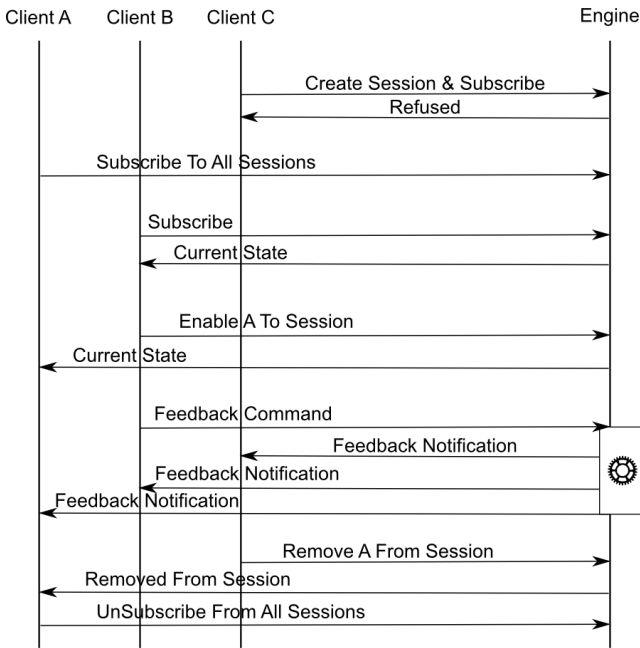 Client A Client B Client C Engine
Create Session & Subscribe
Refused
Subscribe To All Sessions
Subscribe
Current State
Enable A To Session
Current State
Feedback Command
Feedback Notification
Feedback Notification
Feedback Notification
Remove A From Session
Removed From Session
UnSubscribe From All Sessions